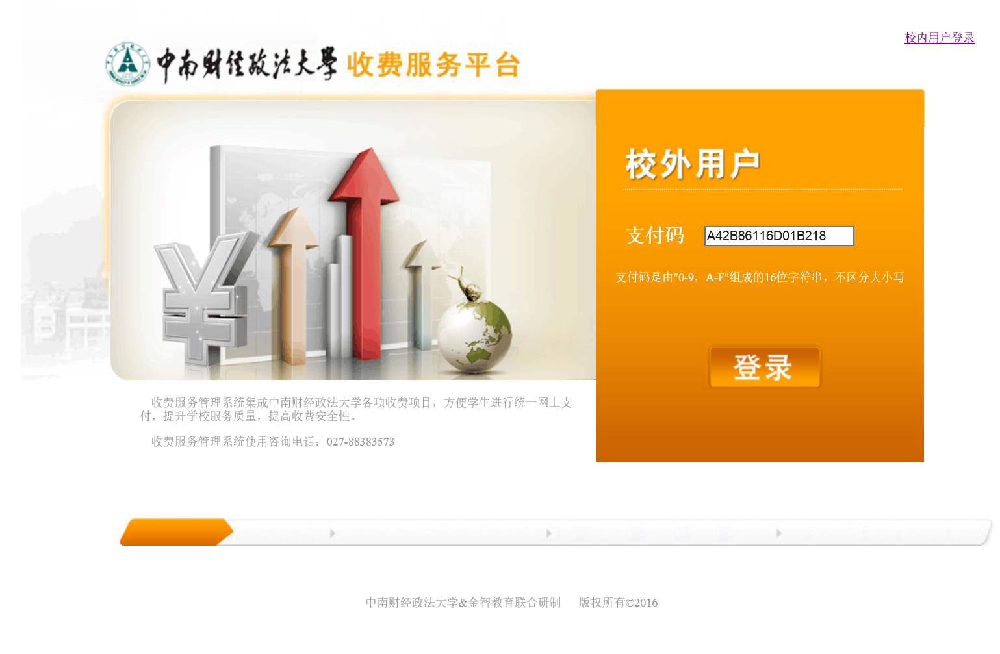 校内用户登录
中南财经政法大学 收费服务平台
校外用户
支付码 A42B86116D01B218
支付码是由"0-9，A-F"组成的16位字符串，不区分大小写
登录
收费服务管理系统集成中南财经政法大学各项收费项目，方便学生进行统一网上支
付，提升学校服务质量，提高收费安全性。
收费服务管理系统使用咨询电话：027-88383573
中南财经政法大学&金智教育联合研制 版权所有©2016